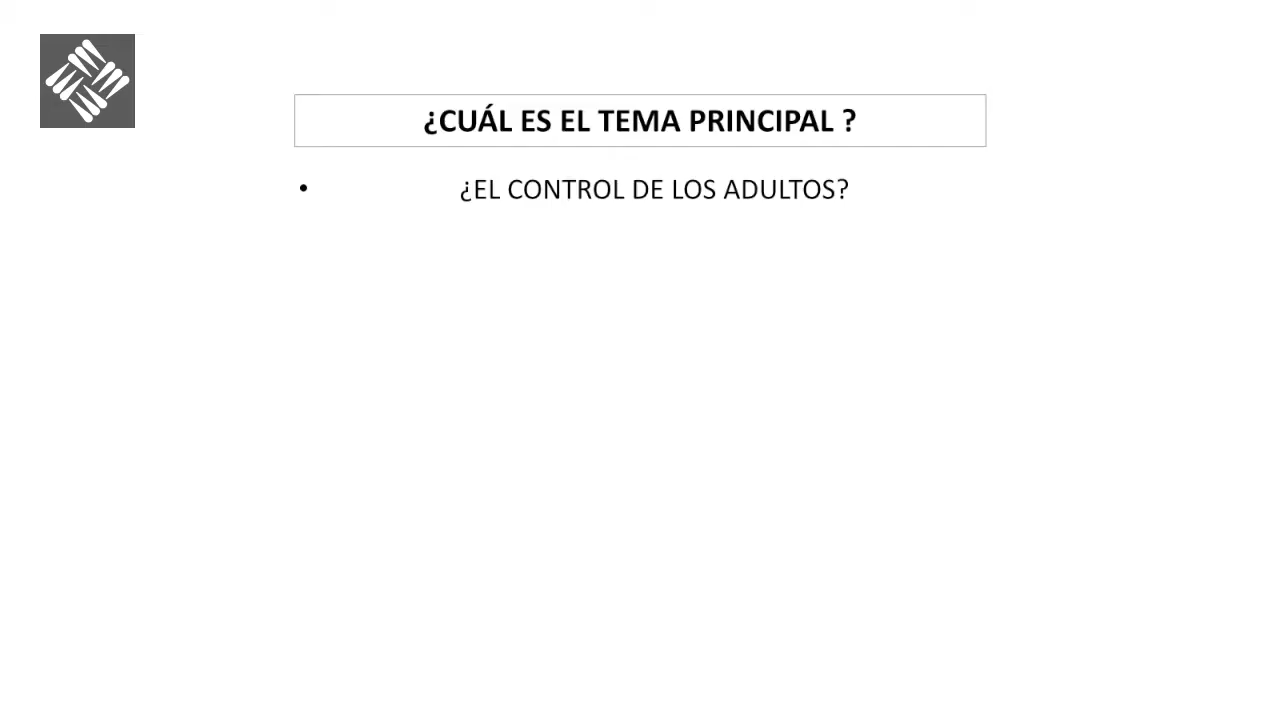 ¿CUÁL ES EL TEMA PRINCIPAL ?
• ¿EL CONTROL DE LOS ADULTOS?